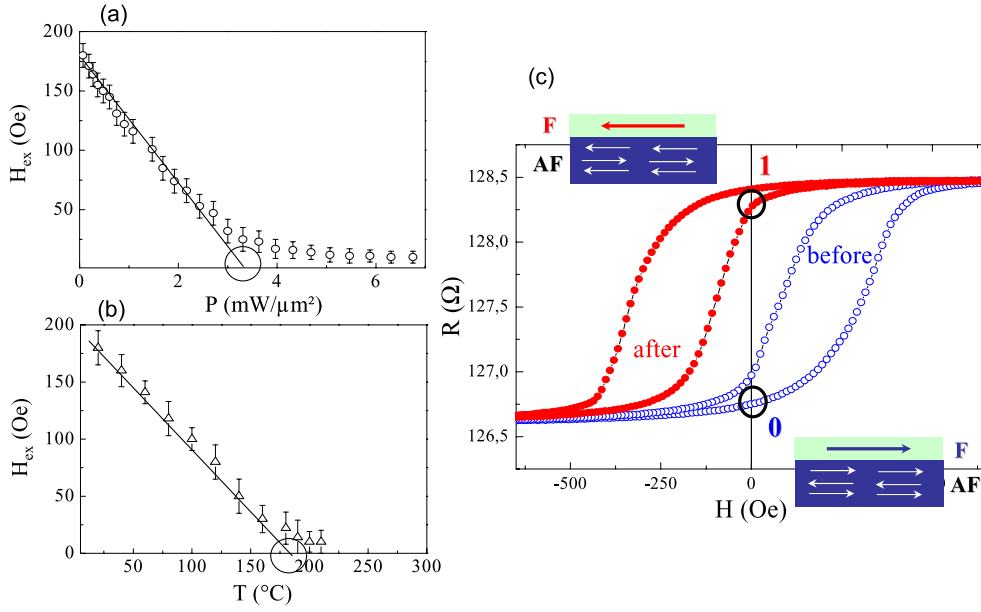 (a)
200
150
100
50
H_ex (Oe)
0
2
4
6
P (mW/µm²)
(b)
200
150
100
50
0
H_ex (Oe)
50
100
150
200
250
300
T (°C)
(c)
F
AF
1
128,5
128,0
127,5
127,0
126,5
R (Ω)
before
after
0
F
AF
-500
-250
0
H (Oe)